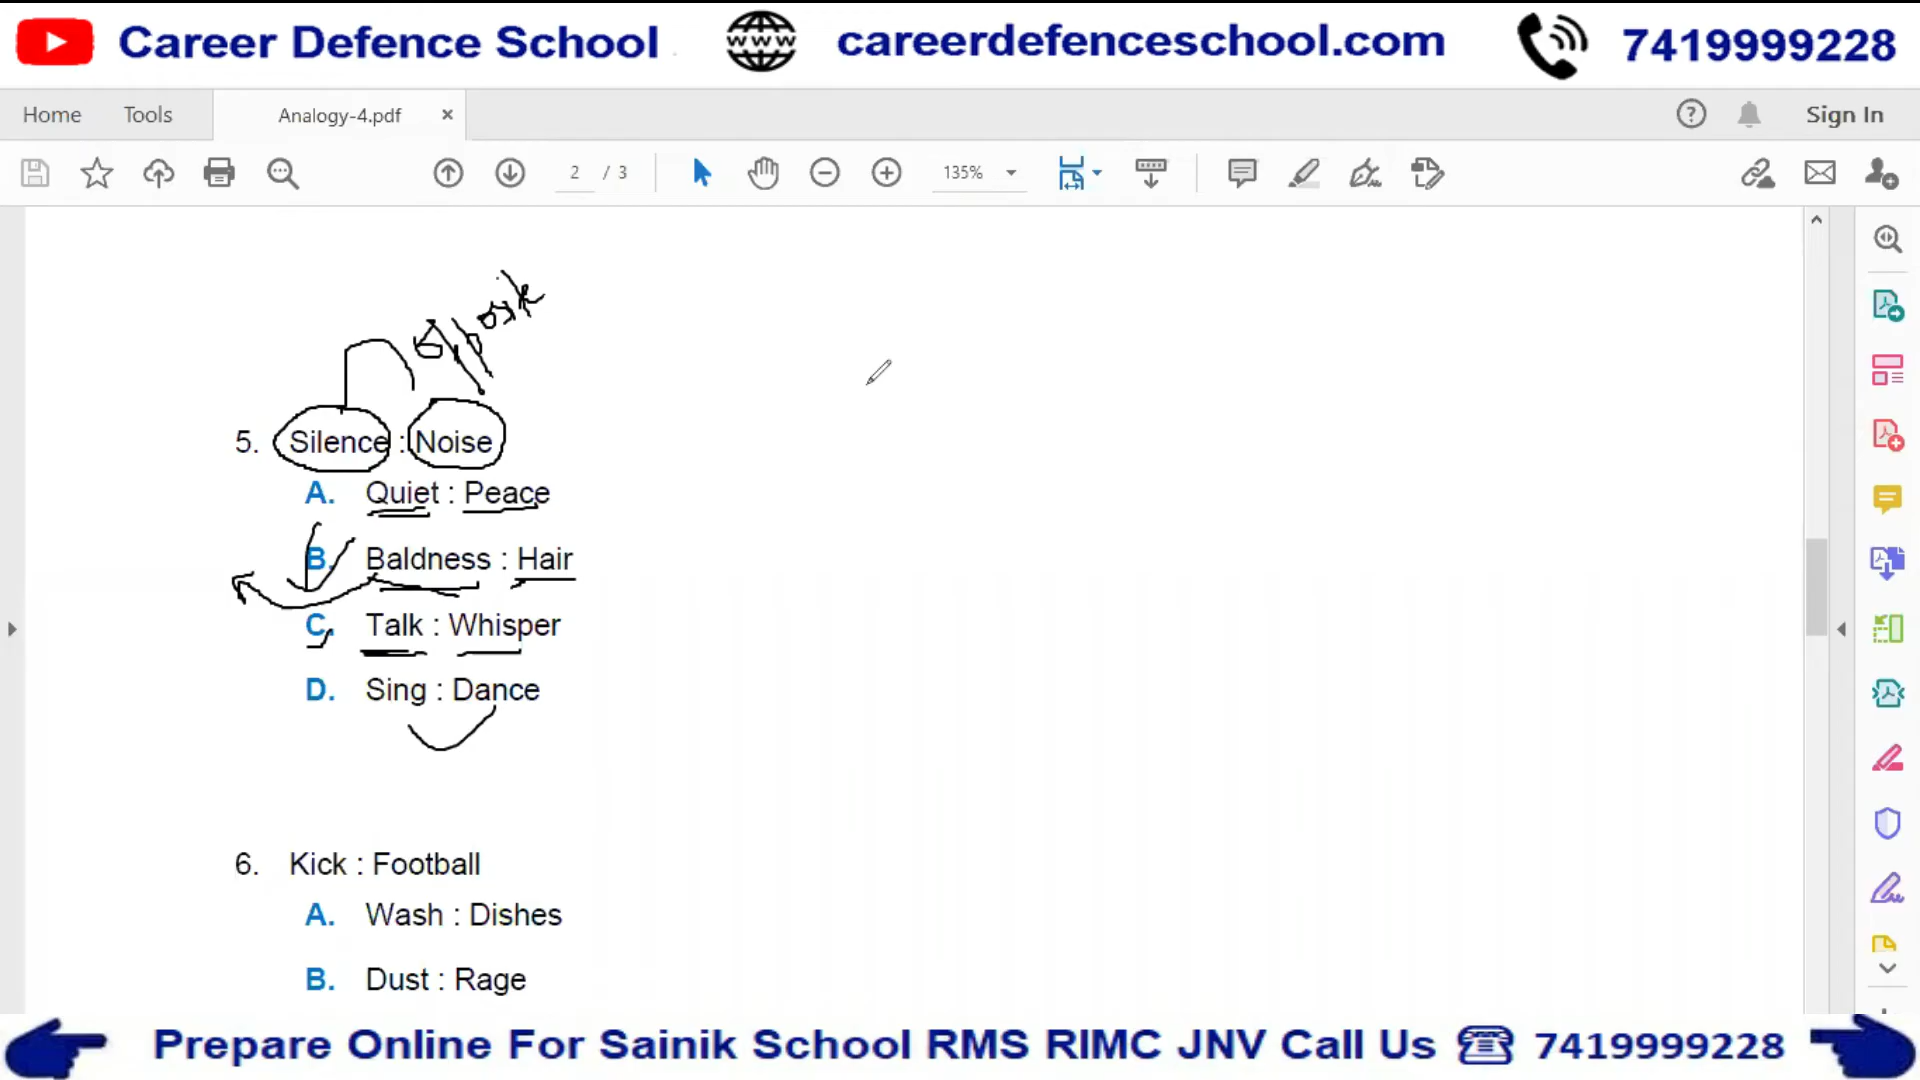 Career Defence School
www
careerdefenceschool.com
7419999228
Home
Tools
Analogy-4.pdf
Sign In
2 / 3
135%
5. Silence : Noise
A. Quiet : Peace
B. Baldness : Hair
C. Talk : Whisper
D. Sing : Dance
6. Kick : Football
A. Wash : Dishes
B. Dust : Rage
Prepare Online For Sainik School RMS RIMC JNV Call Us 7419999228